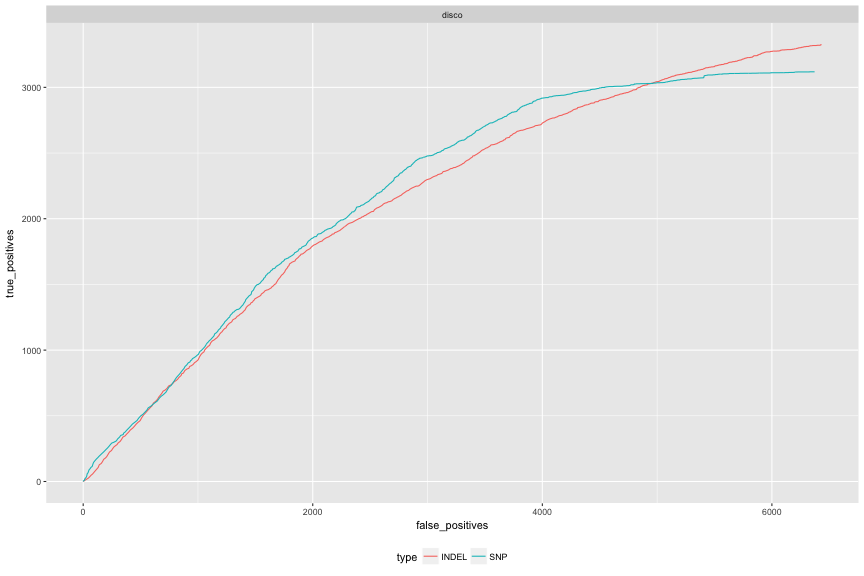 disco
3000
2000
1000
0
true_positives
0 2000 4000 6000
false_positives
type INDEL SNP